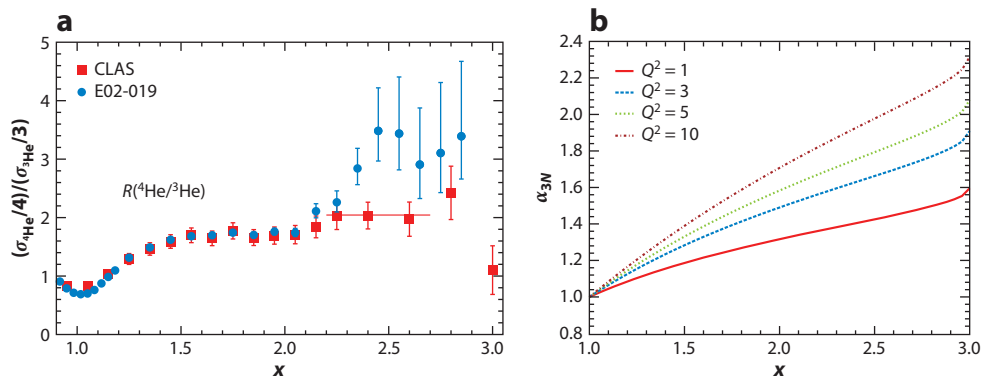 a
(σ⁴He/4)/(σ³He/3)
5
4
3
2
1
0
CLAS
E02-019
R(⁴He/³He)
1.0 1.5 2.0 2.5 3.0
x
b
α3N
2.4
2.2
2.0
1.8
1.6
1.4
1.2
1.0
0.8
Q² = 1
Q² = 3
Q² = 5
Q² = 10
1.0 1.5 2.0 2.5 3.0
x